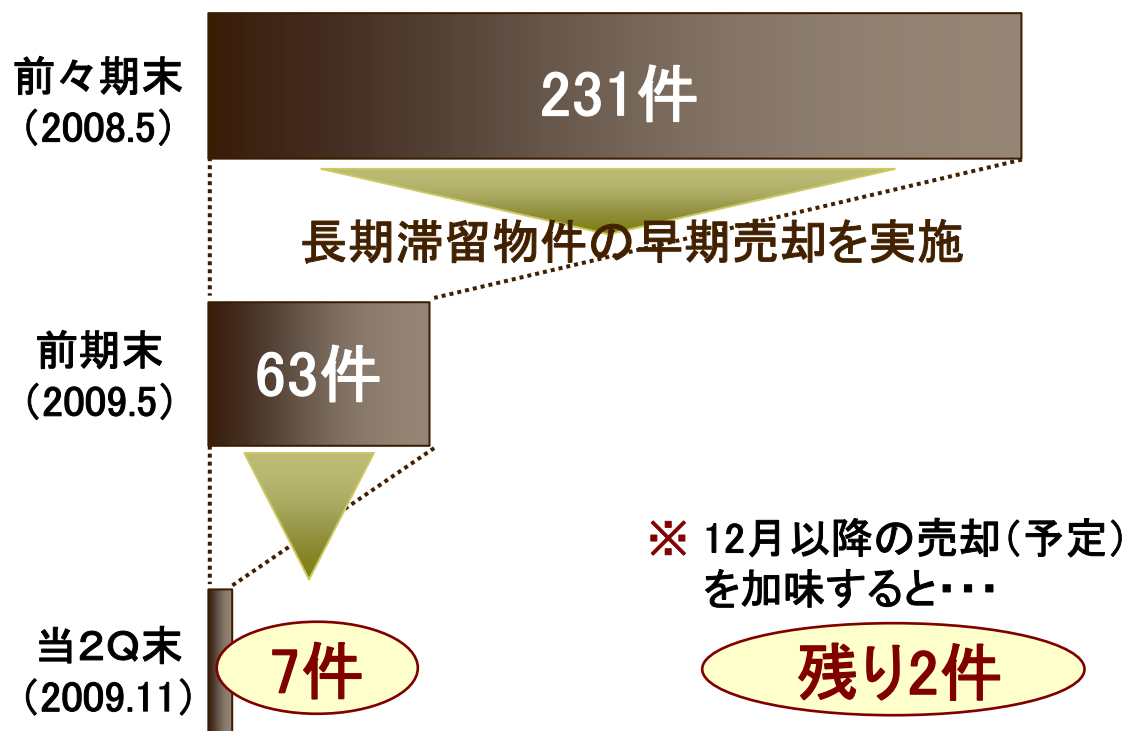 前々期末
（2008.5）
231件
長期滞留物件の早期売却を実施
前期末
（2009.5）
63件
※ 12月以降の売却（予定）
を加味すると・・・
当２Ｑ末
（2009.11）
7件
残り2件